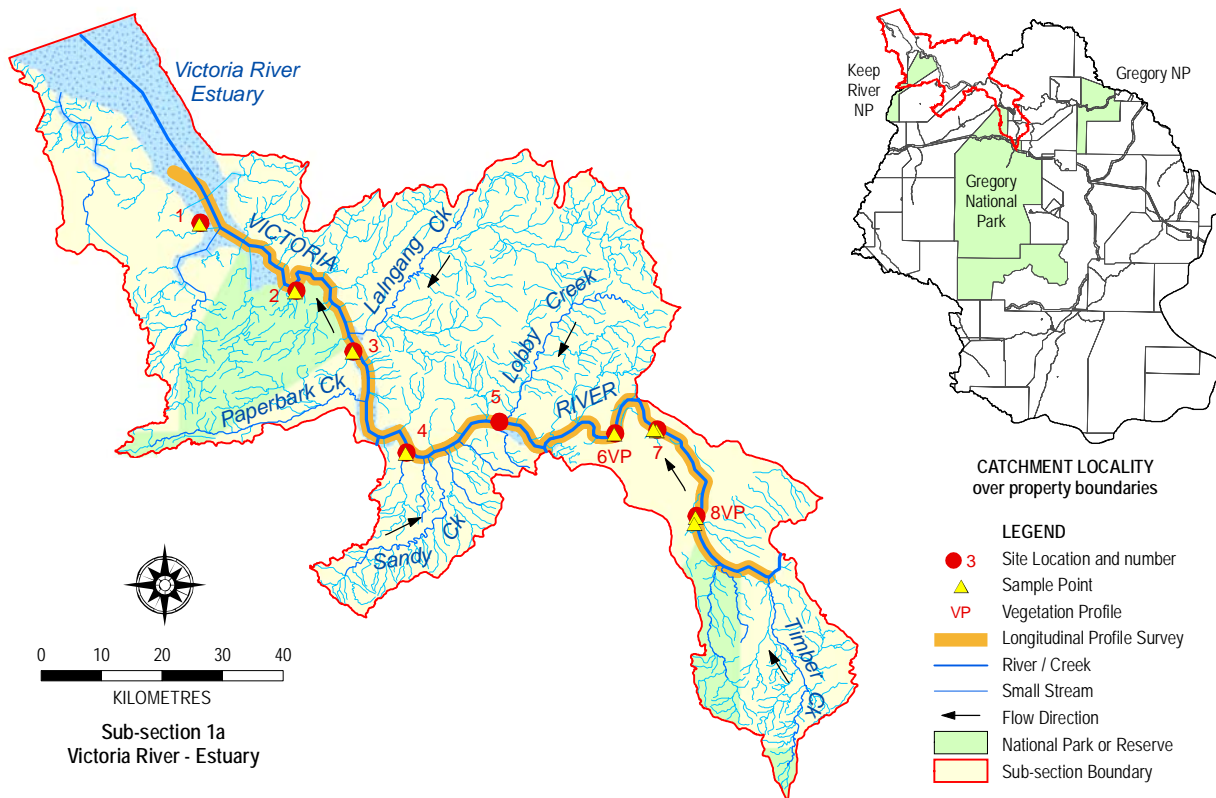 Victoria River
Estuary
1
VICTORIA
2
Lalngang Ck
3
Lobby Creek
Paperbark Ck
4
5
RIVER
6VP
7
8VP
Sandy Ck
Timber Ck
0 10 20 30 40
KILOMETRES
Sub-section 1a
Victoria River - Estuary
Keep
River
NP
Gregory NP
Gregory
National
Park
CATCHMENT LOCALITY
over property boundaries
LEGEND
3 Site Location and number
Sample Point
VP Vegetation Profile
Longitudinal Profile Survey
River / Creek
Small Stream
Flow Direction
National Park or Reserve
Sub-section Boundary